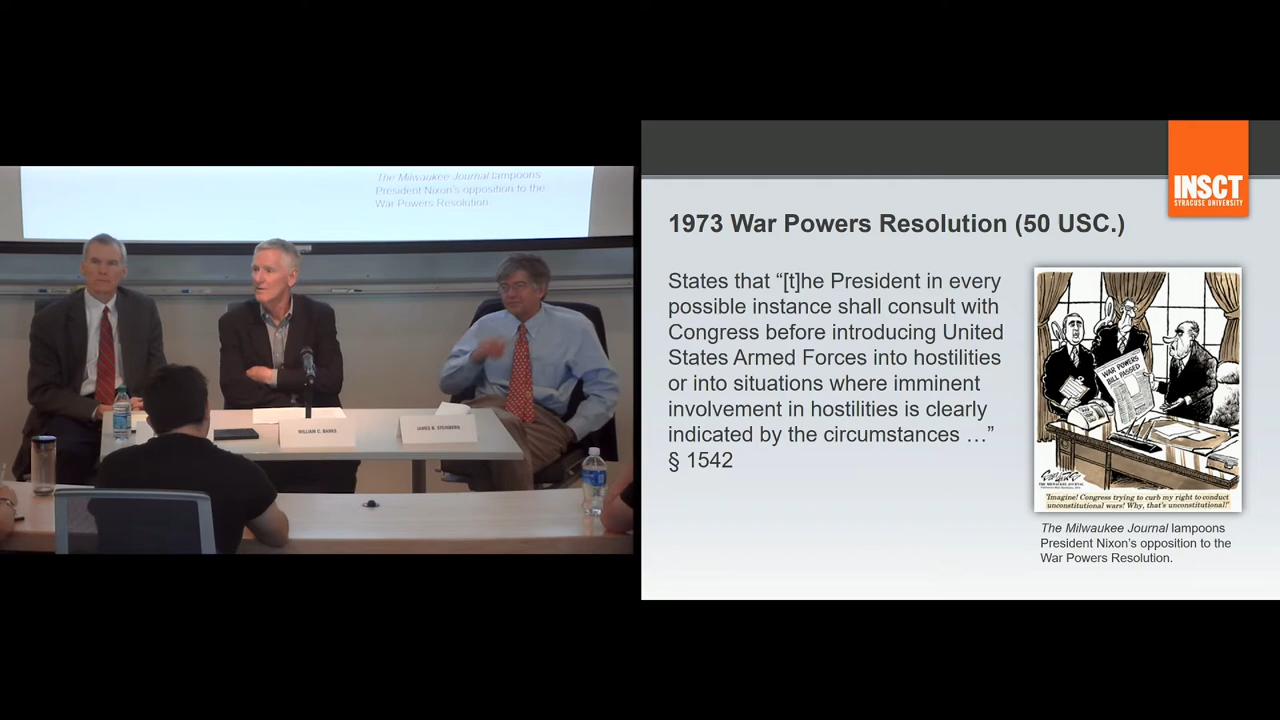 The Milwaukee Journal lampoons
President Nixon's opposition to the
War Powers Resolution.
WILLIAM C. BANKS
JAMES B. STEINBERG
INSCT
SYRACUSE UNIVERSITY
1973 War Powers Resolution (50 USC.)
States that “[t]he President in every
possible instance shall consult with
Congress before introducing United
States Armed Forces into hostilities
or into situations where imminent
involvement in hostilities is clearly
indicated by the circumstances …”
§ 1542
WAR POWERS
BILL PASSED
THE MILWAUKEE JOURNAL
"Imagine! Congress trying to curb my right to conduct
unconstitutional wars! Why, that's unconstitutional!"
The Milwaukee Journal lampoons
President Nixon's opposition to the
War Powers Resolution.